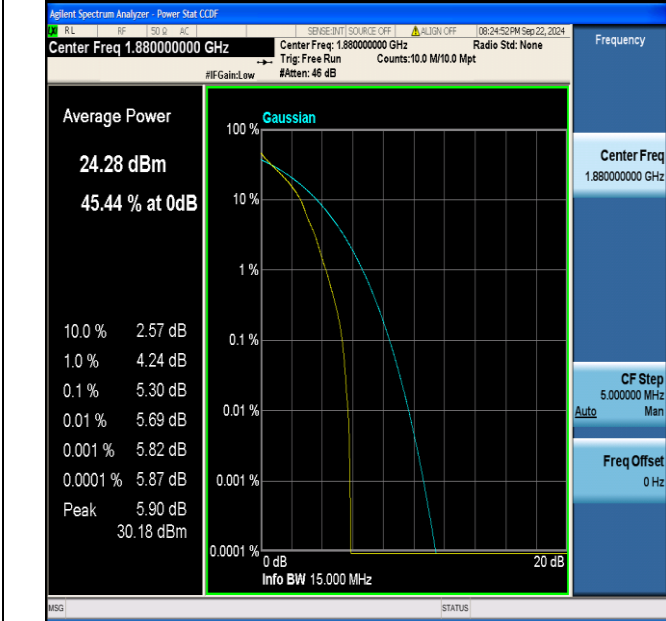 Agilent Spectrum Analyzer - Power Stat CCDF
RL RF 50 Ω AC SENSE:INT SOURCE OFF ALIGN OFF 08:24:52 PM Sep 22, 2024
Center Freq 1.880000000 GHz
Center Freq: 1.880000000 GHz Radio Std: None
Trig: Free Run Counts:10.0 M/10.0 Mpt
#IFGain:Low #Atten: 46 dB
Average Power
24.28 dBm
45.44 % at 0dB
10.0 % 2.57 dB
1.0 % 4.24 dB
0.1 % 5.30 dB
0.01 % 5.69 dB
0.001 % 5.82 dB
0.0001 % 5.87 dB
Peak 5.90 dB
30.18 dBm
Gaussian
100 %
10 %
1 %
0.1 %
0.01 %
0.001 %
0.0001 %
0 dB 20 dB
Info BW 15.000 MHz
Frequency
Center Freq
1.880000000 GHz
CF Step
5.000000 MHz
Auto Man
Freq Offset
0 Hz
MSG STATUS